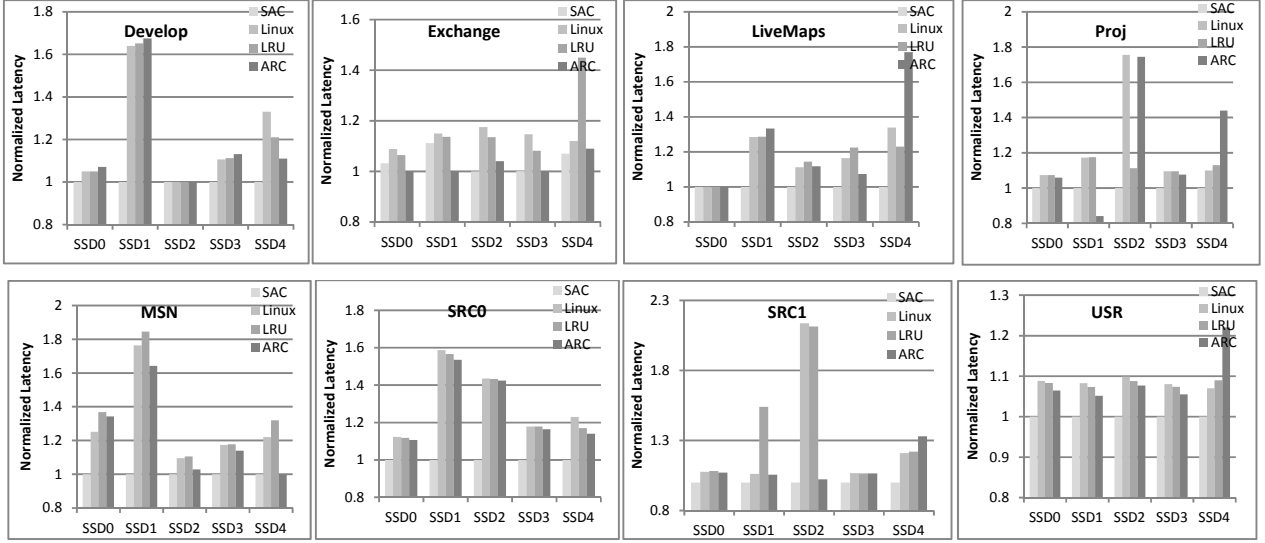 Develop
SAC
Linux
LRU
ARC
Normalized Latency
1.8
1.6
1.4
1.2
1
0.8
SSD0 SSD1 SSD2 SSD3 SSD4
Exchange
SAC
Linux
LRU
ARC
Normalized Latency
1.6
1.4
1.2
1
0.8
SSD0 SSD1 SSD2 SSD3 SSD4
LiveMaps
SAC
Linux
LRU
ARC
Normalized Latency
2
1.8
1.6
1.4
1.2
1
0.8
SSD0 SSD1 SSD2 SSD3 SSD4
Proj
SAC
Linux
LRU
ARC
Normalized Latency
2
1.8
1.6
1.4
1.2
1
0.8
SSD0 SSD1 SSD2 SSD3 SSD4
MSN
SAC
Linux
LRU
ARC
Normalized Latency
2
1.8
1.6
1.4
1.2
1
0.8
SSD0 SSD1 SSD2 SSD3 SSD4
SRC0
SAC
Linux
LRU
ARC
Normalized Latency
1.8
1.6
1.4
1.2
1
0.8
SSD0 SSD1 SSD2 SSD3 SSD4
SRC1
SAC
Linux
LRU
ARC
Normalized Latency
2.3
1.8
1.3
0.8
SSD0 SSD1 SSD2 SSD3 SSD4
USR
SAC
Linux
LRU
ARC
Normalized Latency
1.3
1.2
1.1
1
0.9
0.8
SSD0 SSD1 SSD2 SSD3 SSD4